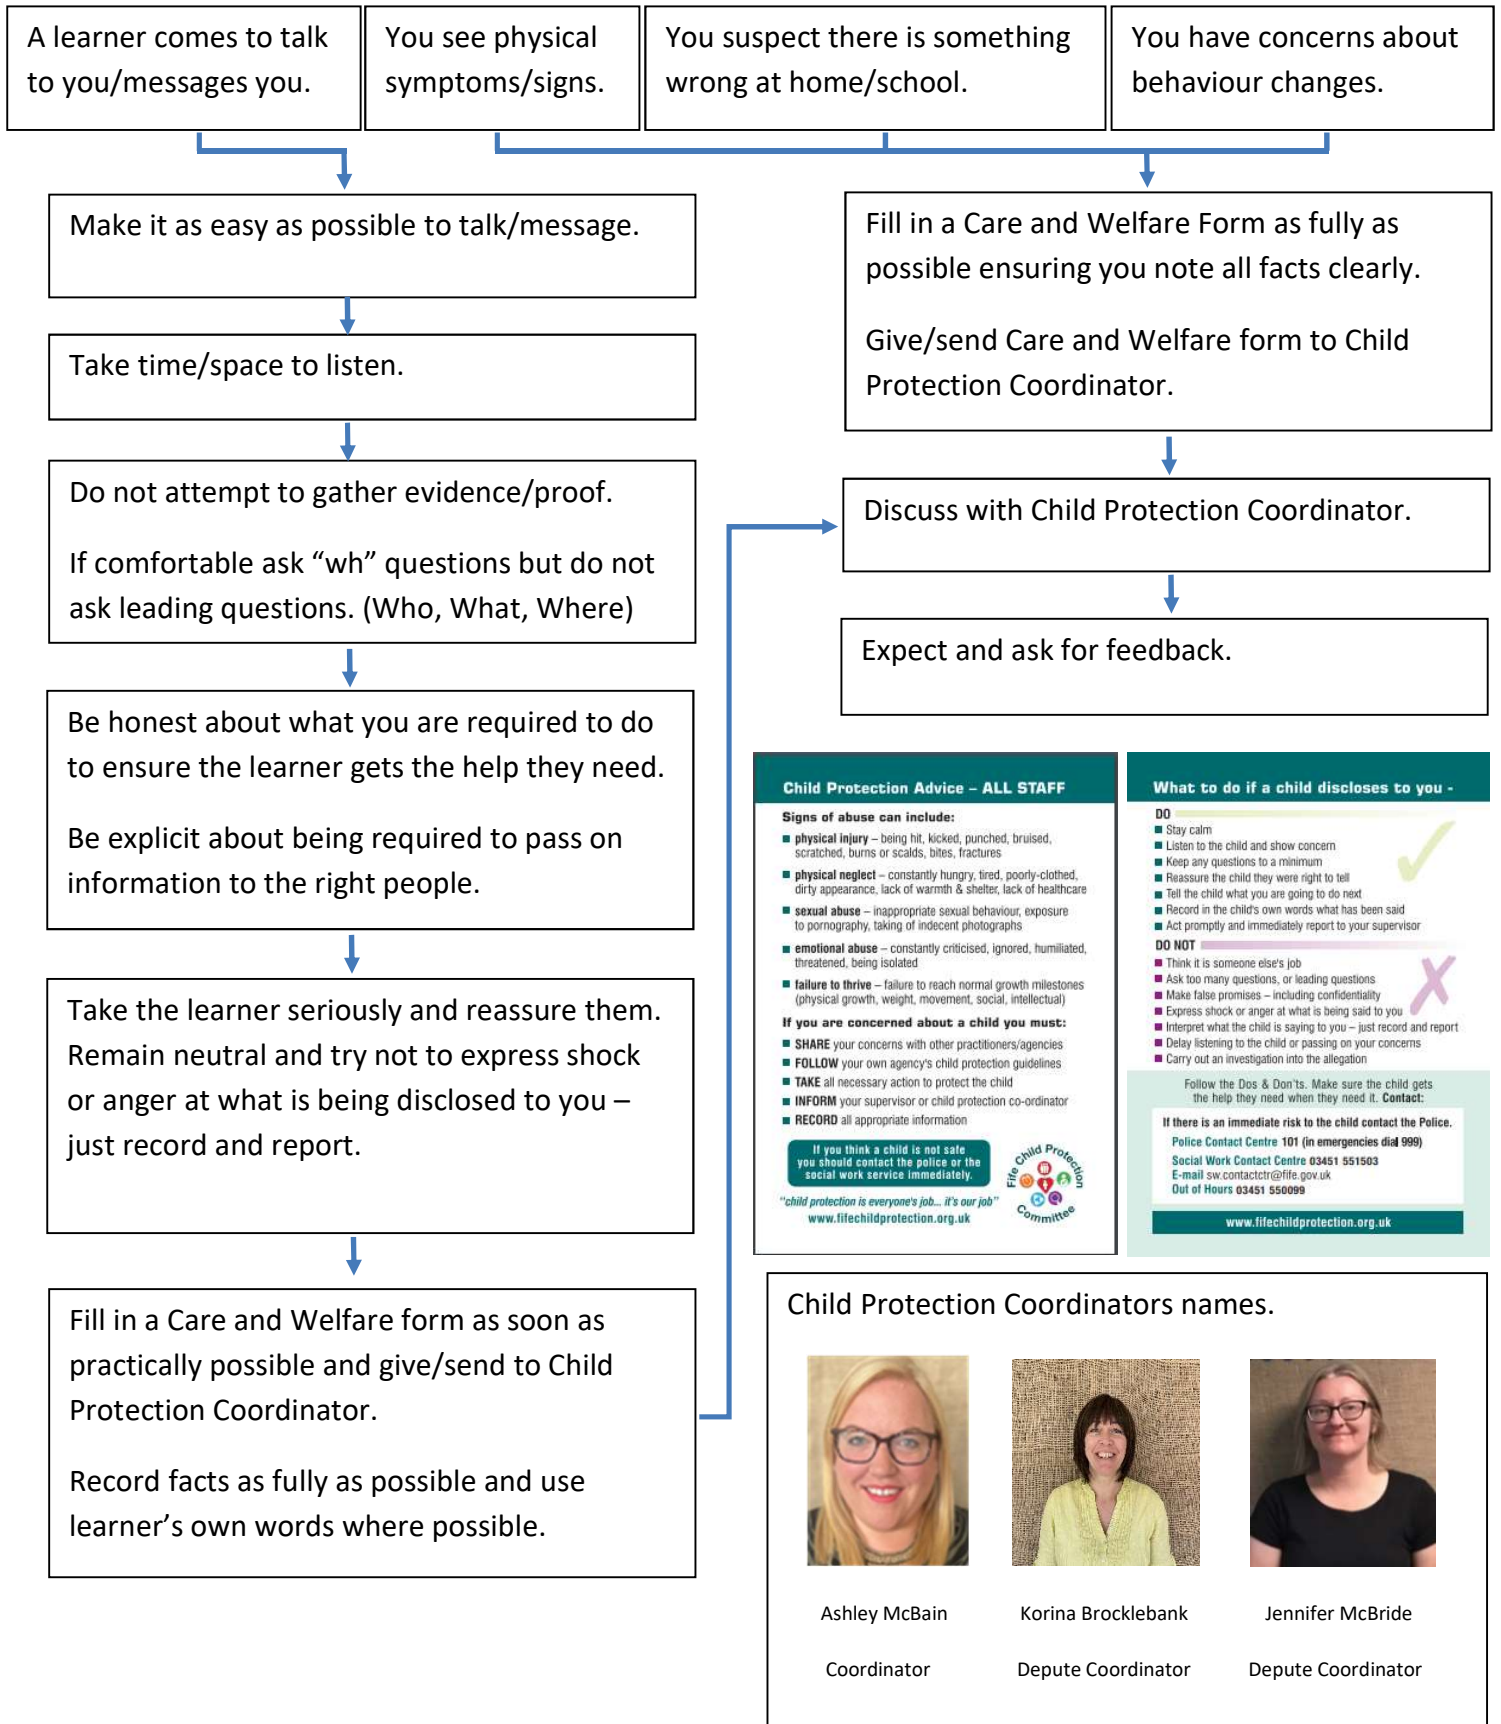 A learner comes to talk
to you/messages you.
You see physical
symptoms/signs.
You suspect there is something
wrong at home/school.
You have concerns about
behaviour changes.
Make it as easy as possible to talk/message.
Take time/space to listen.
Do not attempt to gather evidence/proof.
If comfortable ask “wh” questions but do not
ask leading questions. (Who, What, Where)
Be honest about what you are required to do
to ensure the learner gets the help they need.
Be explicit about being required to pass on
information to the right people.
Take the learner seriously and reassure them.
Remain neutral and try not to express shock
or anger at what is being disclosed to you –
just record and report.
Fill in a Care and Welfare form as soon as
practically possible and give/send to Child
Protection Coordinator.
Record facts as fully as possible and use
learner’s own words where possible.
Fill in a Care and Welfare Form as fully as
possible ensuring you note all facts clearly.
Give/send Care and Welfare form to Child
Protection Coordinator.
Discuss with Child Protection Coordinator.
Expect and ask for feedback.
Child Protection Advice – ALL STAFF
Signs of abuse can include:
physical injury – being hit, kicked, punched, bruised,
scratched, burns or scalds, bites, fractures
physical neglect – constantly hungry, tired, poorly-clothed,
dirty appearance, lack of warmth & shelter, lack of healthcare
sexual abuse – inappropriate sexual behaviour, exposure
to pornography, taking of indecent photographs
emotional abuse – constantly criticised, ignored, humiliated,
threatened, being isolated
failure to thrive – failure to reach normal growth milestones
(physical growth, weight, movement, social, intellectual)
If you are concerned about a child you must:
SHARE your concerns with other practitioners/agencies
FOLLOW your own agency's child protection guidelines
TAKE all necessary action to protect the child
INFORM your supervisor or child protection co-ordinator
RECORD all appropriate information
If you think a child is not safe
you should contact the police or the
social work service immediately.
"child protection is everyone's job... it's our job"
www.fifechildprotection.org.uk
Fife Child Protection
Committee
What to do if a child discloses to you -
DO
Stay calm
Listen to the child and show concern
Keep any questions to a minimum
Reassure the child they were right to tell
Tell the child what you are going to do next
Record in the child's own words what has been said
Act promptly and immediately report to your supervisor
DO NOT
Think it is someone else's job
Ask too many questions, or leading questions
Make false promises – including confidentiality
Express shock or anger at what is being said to you
Interpret what the child is saying to you – just record and report
Delay listening to the child or passing on your concerns
Carry out an investigation into the allegation
Follow the Dos & Don'ts. Make sure the child gets
the help they need when they need it. Contact:
If there is an immediate risk to the child contact the Police.
Police Contact Centre 101 (in emergencies dial 999)
Social Work Contact Centre 03451 551503
E-mail sw.contactctr@fife.gov.uk
Out of Hours 03451 550099
www.fifechildprotection.org.uk
Child Protection Coordinators names.
Ashley McBain
Korina Brocklebank
Jennifer McBride
Coordinator
Depute Coordinator
Depute Coordinator